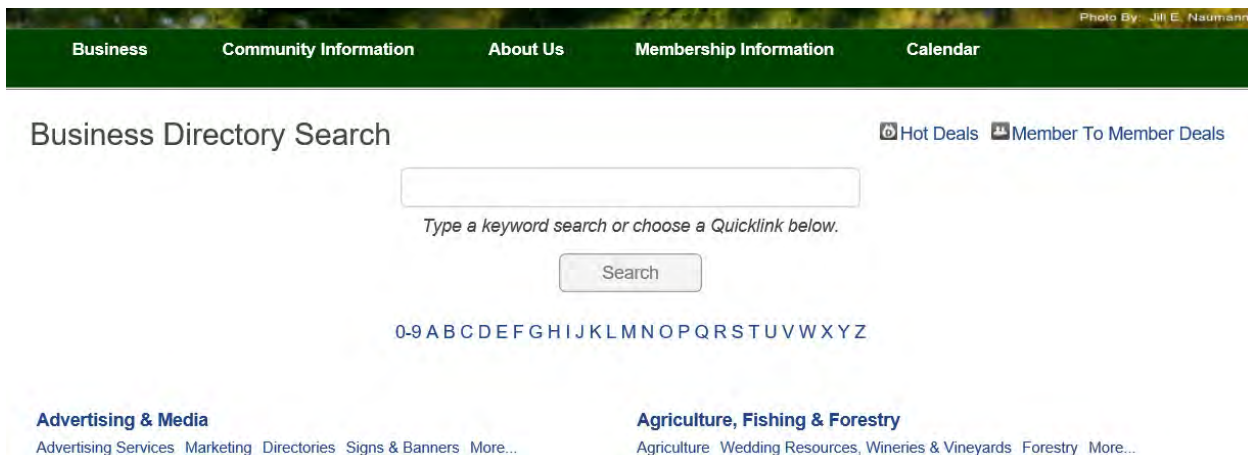 Photo By: Jill E. Naumann
Business Community Information About Us Membership Information Calendar
Business Directory Search
Hot Deals Member To Member Deals
Type a keyword search or choose a Quicklink below.
Search
0-9 A B C D E F G H I J K L M N O P Q R S T U V W X Y Z
Advertising & Media
Advertising Services Marketing Directories Signs & Banners More...
Agriculture, Fishing & Forestry
Agriculture Wedding Resources, Wineries & Vineyards Forestry More...